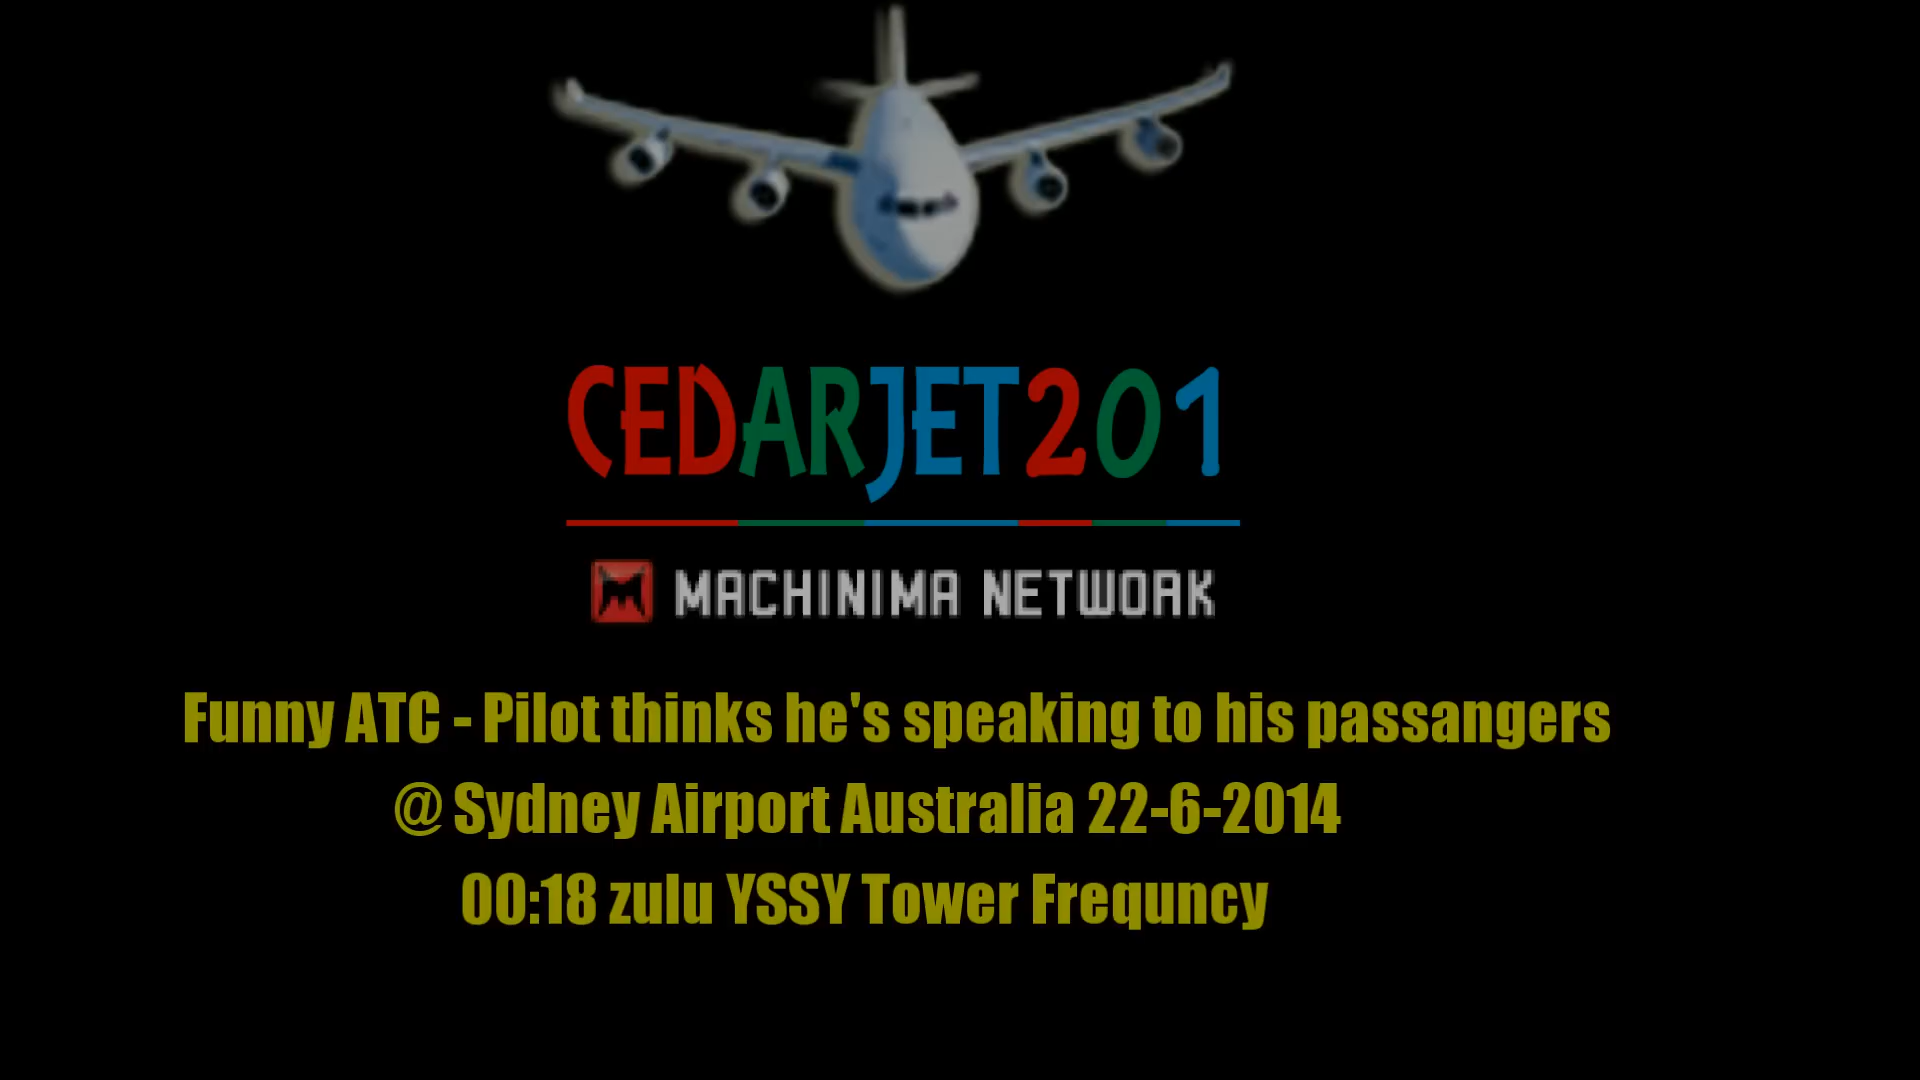 CEDARJET201
MACHINIMA NETWORK
Funny ATC - Pilot thinks he's speaking to his passangers
@ Sydney Airport Australia 22-6-2014
00:18 zulu YSSY Tower Frequncy